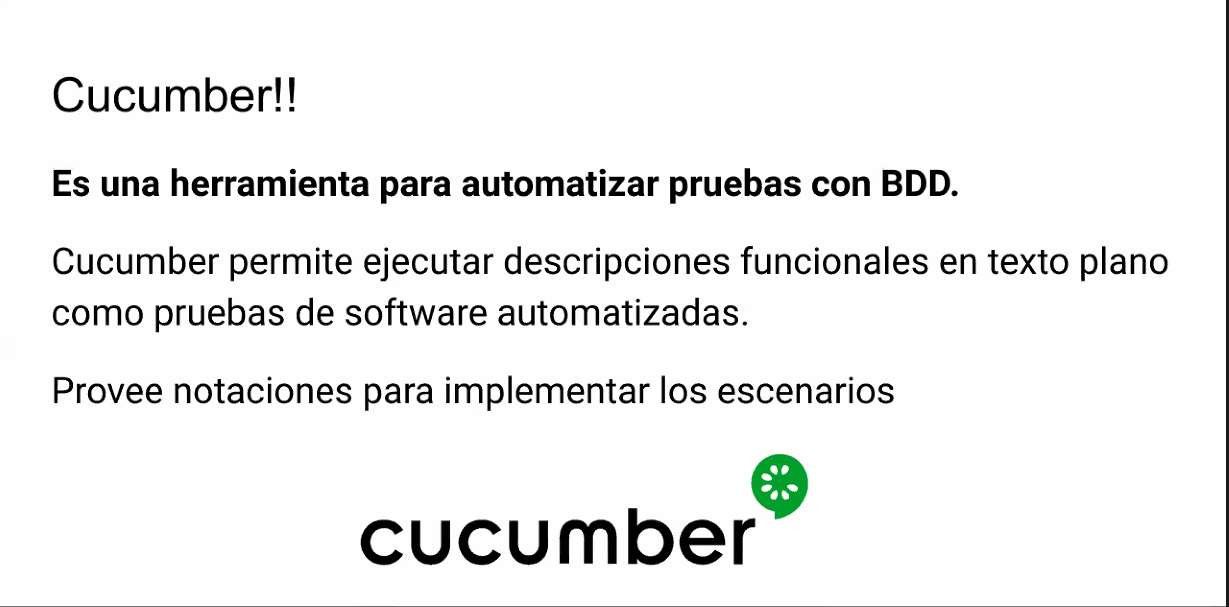 Cucumber!!
Es una herramienta para automatizar pruebas con BDD.
Cucumber permite ejecutar descripciones funcionales en texto plano
como pruebas de software automatizadas.
Provee notaciones para implementar los escenarios
cucumber